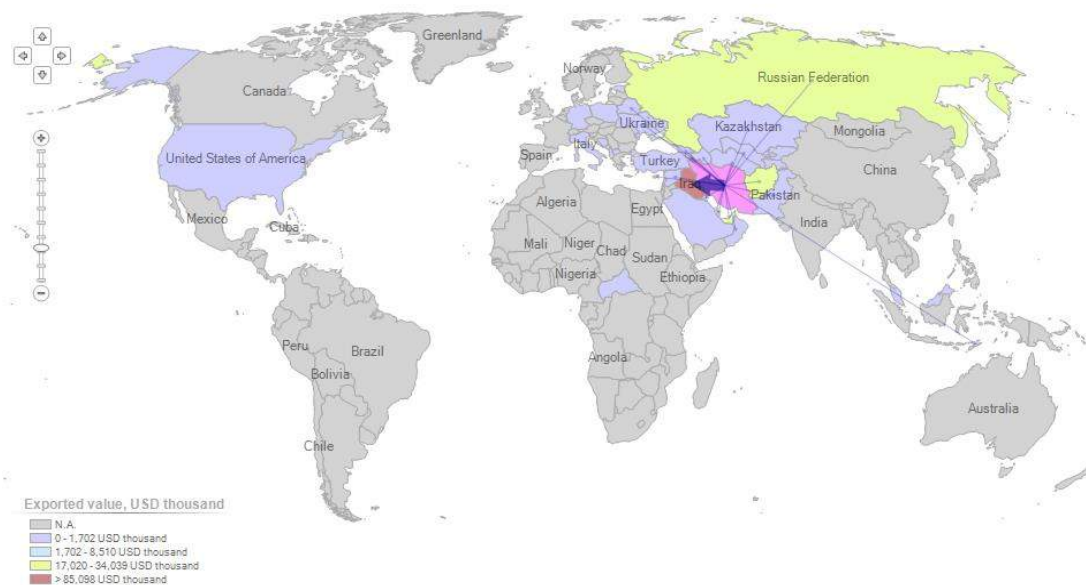 Greenland
Norway
Russian Federation
Canada
Ukraine
Kazakhstan
Mongolia
United States of America
Spain
Italy
Turkey
China
Iraq
Pakistan
Mexico
Cuba
Algeria
Egypt
India
Mali
Niger
Chad
Sudan
Nigeria
Ethiopia
Peru
Brazil
Angola
Bolivia
Australia
Chile
Exported value, USD thousand
N.A.
0 - 1,702 USD thousand
1,702 - 8,510 USD thousand
17,020 - 34,039 USD thousand
> 85,098 USD thousand